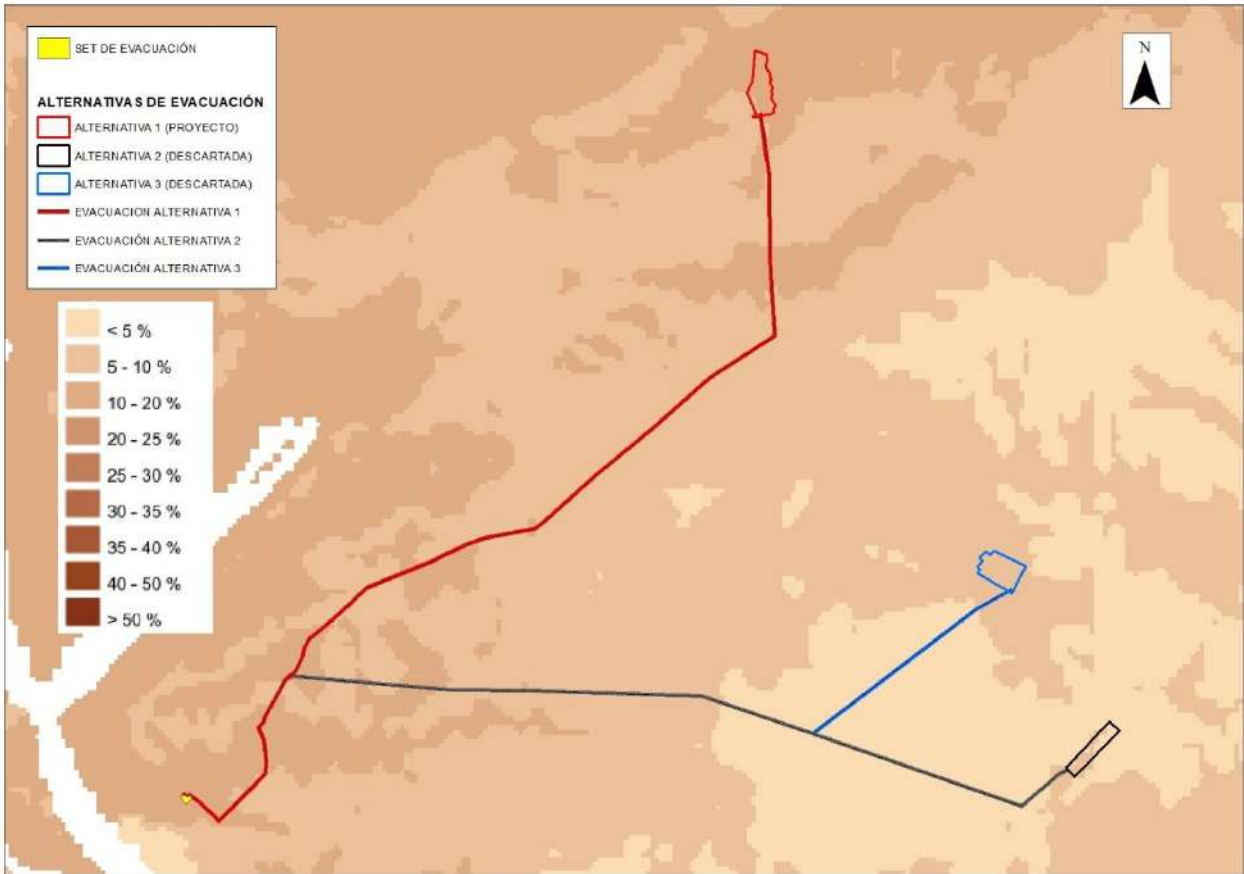 SET DE EVACUACIÓN
ALTERNATIVAS DE EVACUACIÓN
ALTERNATIVA 1 (PROYECTO)
ALTERNATIVA 2 (DESCARTADA)
ALTERNATIVA 3 (DESCARTADA)
EVACUACION ALTERNATIVA 1
EVACUACIÓN ALTERNATIVA 2
EVACUACIÓN ALTERNATIVA 3
N
< 5 %
5 - 10 %
10 - 20 %
20 - 25 %
25 - 30 %
30 - 35 %
35 - 40 %
40 - 50 %
> 50 %